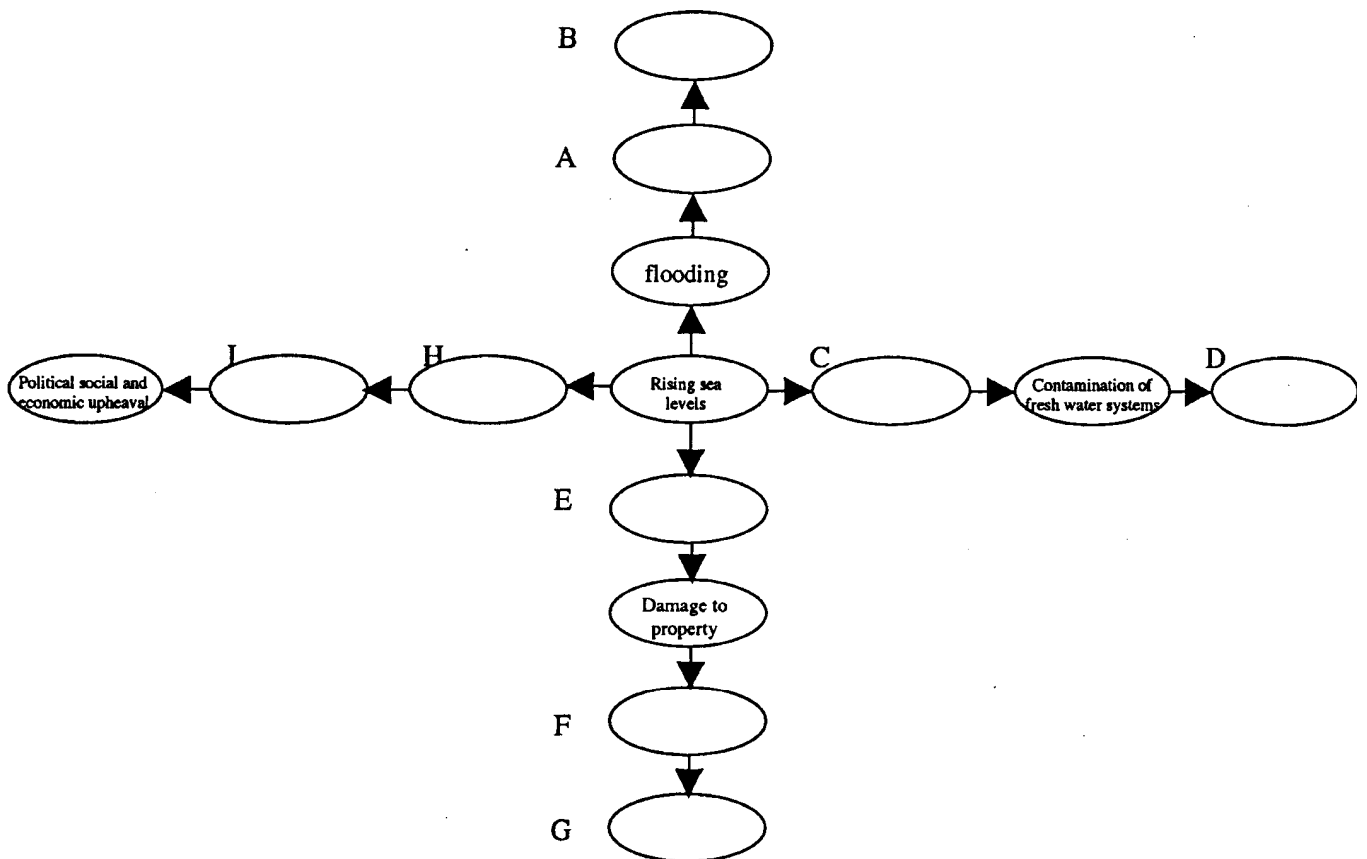 B
A
flooding
I
H
C
D
Political social and
economic upheaval
Rising sea
levels
Contamination of
fresh water systems
E
Damage to
property
F
G